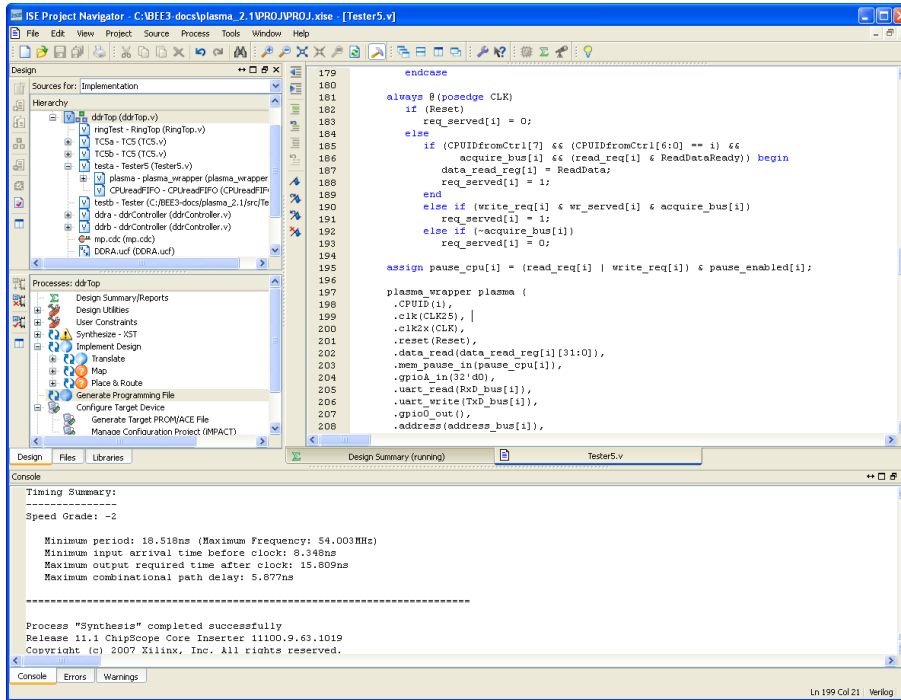 ISE Project Navigator - C:\BEE3-docs\plasma_2.1\PROJ\PROJ.xise - [Tester5.v]
File Edit View Project Source Process Tools Window Help
Design
Sources for: Implementation
Hierarchy
ddrTop (ddrTop.v)
ringTest - RingTop (RingTop.v)
TC5a - TC5 (TC5.v)
TC5b - TC5 (TC5.v)
testa - Tester5 (Tester5.v)
plasma - plasma_wrapper (plasma_wrapper
CPUreadFIFO - CPUreadFIFO (CPUreadFIF
testb - Tester (C:/BEE3-docs/plasma_2.1/src/Te
ddra - ddrController (ddrController.v)
ddrb - ddrController (ddrController.v)
mp.cdc (mp.cdc)
DDRA.ucf (DDRA.ucf)
Processes: ddrTop
Design Summary/Reports
Design Utilities
User Constraints
Synthesize - XST
Implement Design
Translate
Map
Place & Route
Generate Programming File
Configure Target Device
Generate Target PROM/ACE File
Manage Configuration Project (iMPACT)
Design Files Libraries
179 endcase
180
181 always @(posedge CLK)
182 if (Reset)
183 req_served[i] = 0;
184 else
185 if (CPUIDfromCtrl[7] && (CPUIDfromCtrl[6:0] == i) &&
186 acquire_bus[i] && (read_req[i] & ReadDataReady)) begin
187 data_read_reg[i] = ReadData;
188 req_served[i] = 1;
189 end
190 else if (write_req[i] & wr_served[i] & acquire_bus[i])
191 req_served[i] = 1;
192 else if (~acquire_bus[i])
193 req_served[i] = 0;
194
195 assign pause_cpu[i] = (read_req[i] | write_req[i]) & pause_enabled[i];
196
197 plasma_wrapper plasma (
198 .CPUID(i),
199 .clk(CLK25),
200 .clk2x(CLK),
201 .reset(Reset),
202 .data_read(data_read_reg[i][31:0]),
203 .mem_pause_in(pause_cpu[i]),
204 .gpioA_in(32'd0),
205 .uart_read(RxD_bus[i]),
206 .uart_write(TxD_bus[i]),
207 .gpio0_out(),
208 .address(address_bus[i]),
Design Summary (running) Tester5.v
Console
Timing Summary:
---------------
Speed Grade: -2
Minimum period: 18.518ns (Maximum Frequency: 54.003MHz)
Minimum input arrival time before clock: 8.348ns
Maximum output required time after clock: 15.809ns
Maximum combinational path delay: 5.877ns
=========================================================================
Process "Synthesis" completed successfully
Release 11.1 ChipScope Core Inserter 11100.9.63.1019
Copyright (c) 2007 Xilinx, Inc. All rights reserved.
Console Errors Warnings
Ln 199 Col 21 Verilog